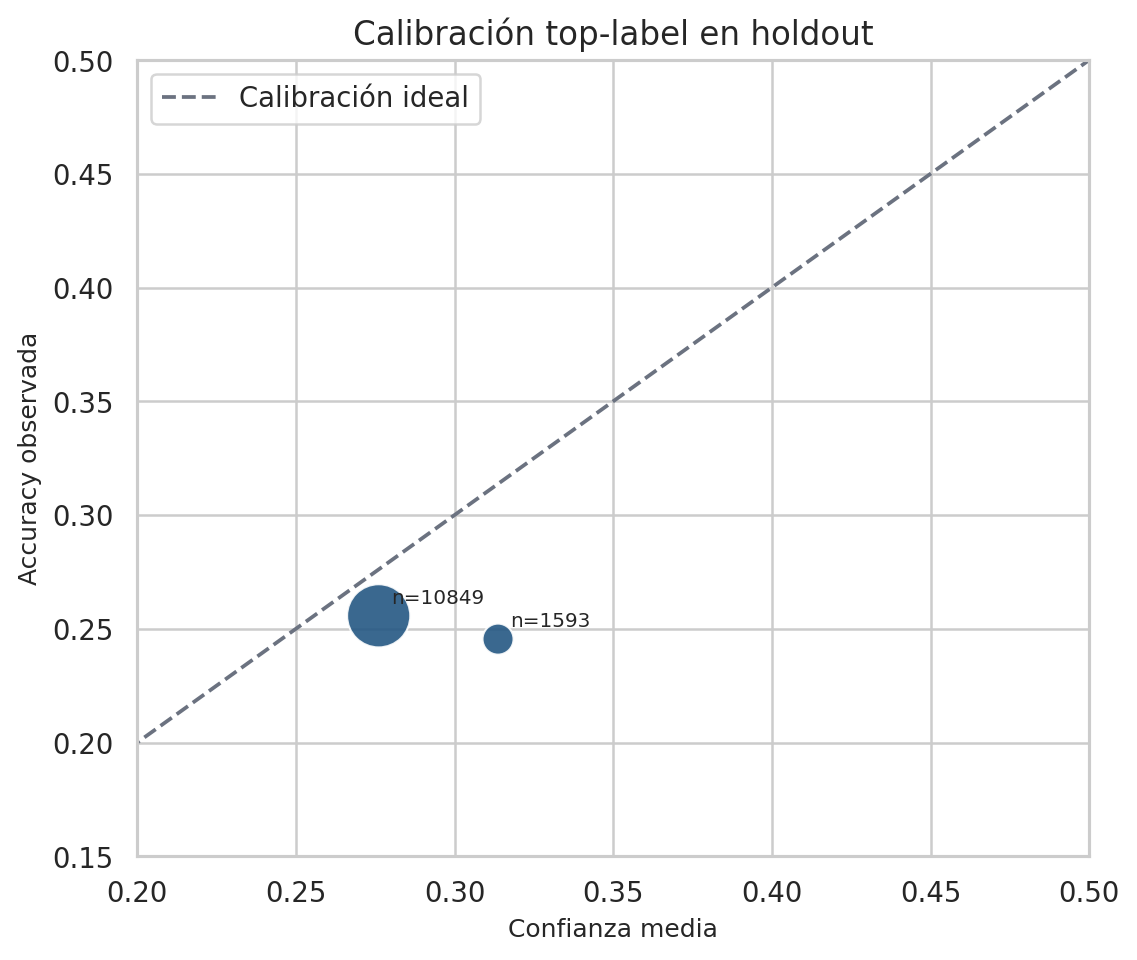 Calibración top-label en holdout
Calibración ideal
0.50
0.45
0.40
0.35
0.30
0.25
0.20
0.15
Accuracy observada
n=10849
n=1593
0.20 0.25 0.30 0.35 0.40 0.45 0.50
Confianza media